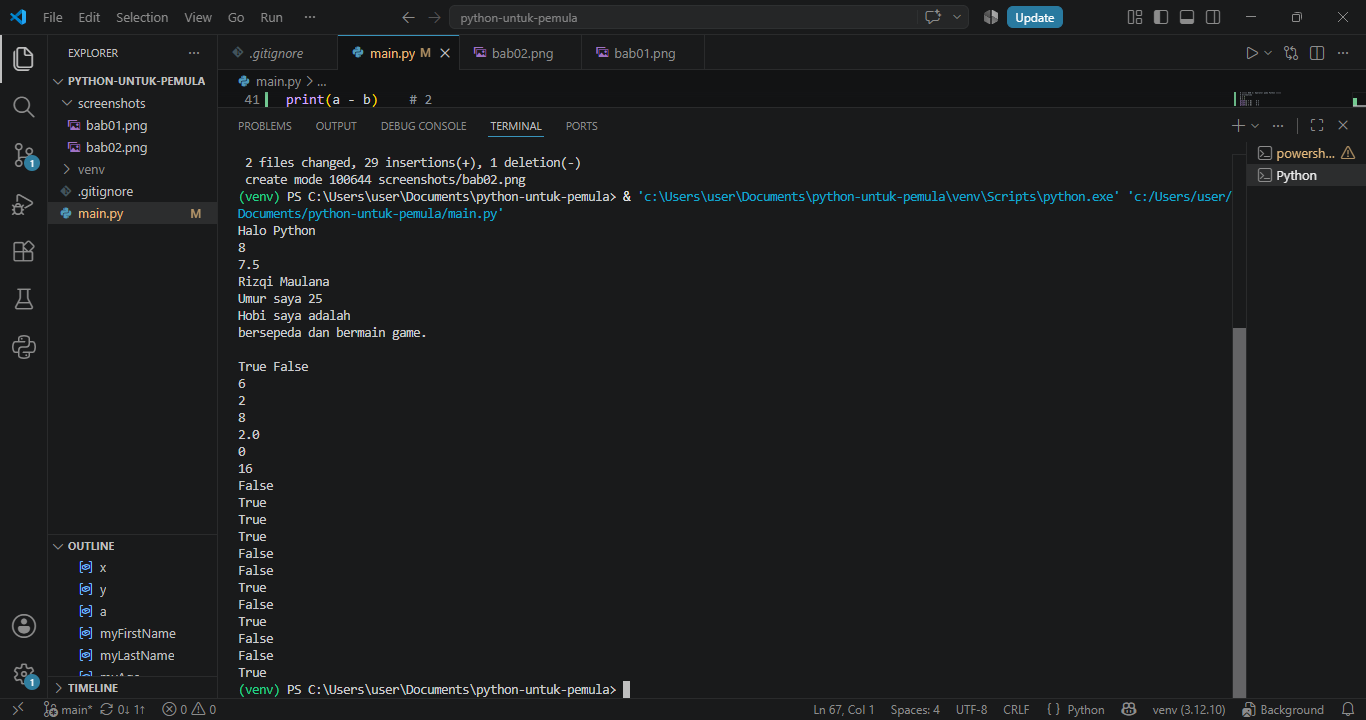 File Edit Selection View Go Run ··· python-untuk-pemula Update
EXPLORER ···
PYTHON-UNTUK-PEMULA
screenshots
bab01.png
bab02.png
venv
.gitignore
main.py M
OUTLINE
x
y
a
myFirstName
myLastName
TIMELINE
.gitignore main.py M bab02.png bab01.png
main.py > ...
41 print(a - b) # 2
PROBLEMS OUTPUT DEBUG CONSOLE TERMINAL PORTS
2 files changed, 29 insertions(+), 1 deletion(-)
create mode 100644 screenshots/bab02.png
(venv) PS C:\Users\user\Documents\python-untuk-pemula> & 'c:\Users\user\Documents\python-untuk-pemula\venv\Scripts\python.exe' 'c:/Users/user/
Documents/python-untuk-pemula/main.py'
Halo Python
8
7.5
Rizqi Maulana
Umur saya 25
Hobi saya adalah
bersepeda dan bermain game.
True False
6
2
8
2.0
0
16
False
True
True
True
False
False
True
False
True
False
False
True
(venv) PS C:\Users\user\Documents\python-untuk-pemula>
powersh...
Python
1
1
main* 0↓ 1↑ 0 0 Ln 67, Col 1 Spaces: 4 UTF-8 CRLF { } Python venv (3.12.10) Background